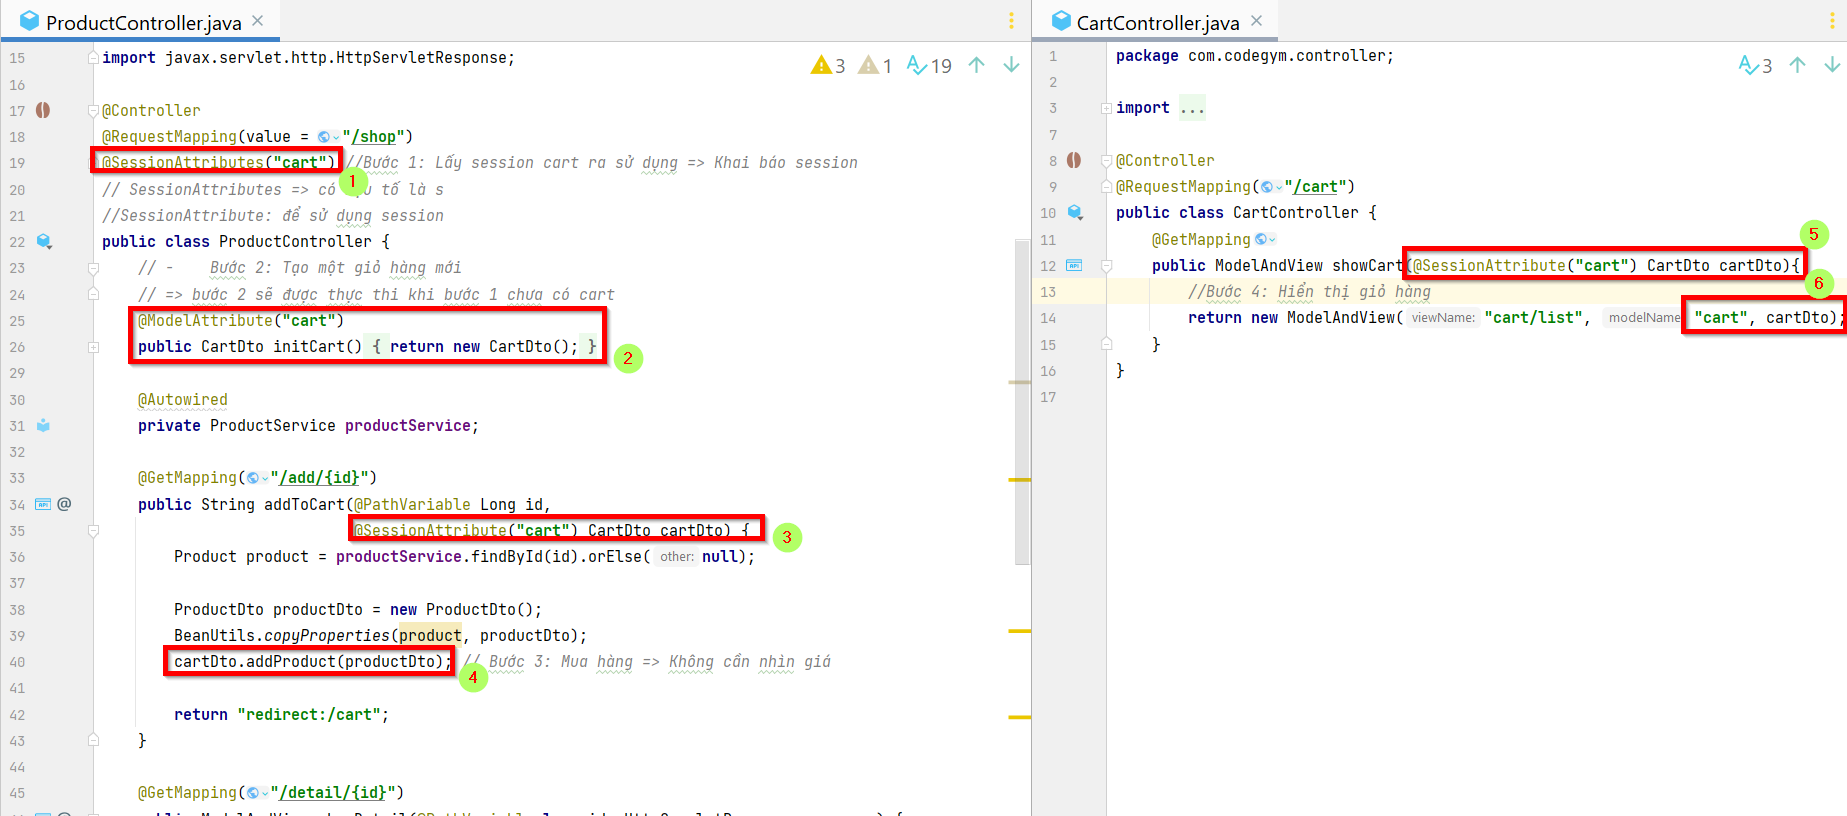 ProductController.java
3 1 19
15 import javax.servlet.http.HttpServletResponse;
16
17 @Controller
18 @RequestMapping(value = "/shop")
19 @SessionAttributes("cart") //Bước 1: Lấy session cart ra sử dụng => Khai báo session
1
20 // SessionAttributes => có tố là s
21 //SessionAttribute: để sử dụng session
22 public class ProductController {
23 // - Bước 2: Tạo một giỏ hàng mới
24 // => bước 2 sẽ được thực thi khi bước 1 chưa có cart
25 @ModelAttribute("cart")
26 public CartDto initCart() { return new CartDto(); }
2
29
30 @Autowired
31 private ProductService productService;
32
33 @GetMapping("/add/{id}")
34 public String addToCart(@PathVariable Long id,
35 @SessionAttribute("cart") CartDto cartDto) {
3
36 Product product = productService.findById(id).orElse( other: null);
37
38 ProductDto productDto = new ProductDto();
39 BeanUtils.copyProperties(product, productDto);
40 cartDto.addProduct(productDto); // Bước 3: Mua hàng => Không cần nhìn giá
4
41
42 return "redirect:/cart";
43 }
44
45 @GetMapping("/detail/{id}")
CartController.java
3
1 package com.codegym.controller;
2
3 import ...
7
8 @Controller
9 @RequestMapping("/cart")
10 public class CartController {
11 @GetMapping
5
12 public ModelAndView showCart(@SessionAttribute("cart") CartDto cartDto){
6
13 //Bước 4: Hiển thị giỏ hàng
14 return new ModelAndView( viewName: "cart/list", modelName "cart", cartDto);
15 }
16 }
17